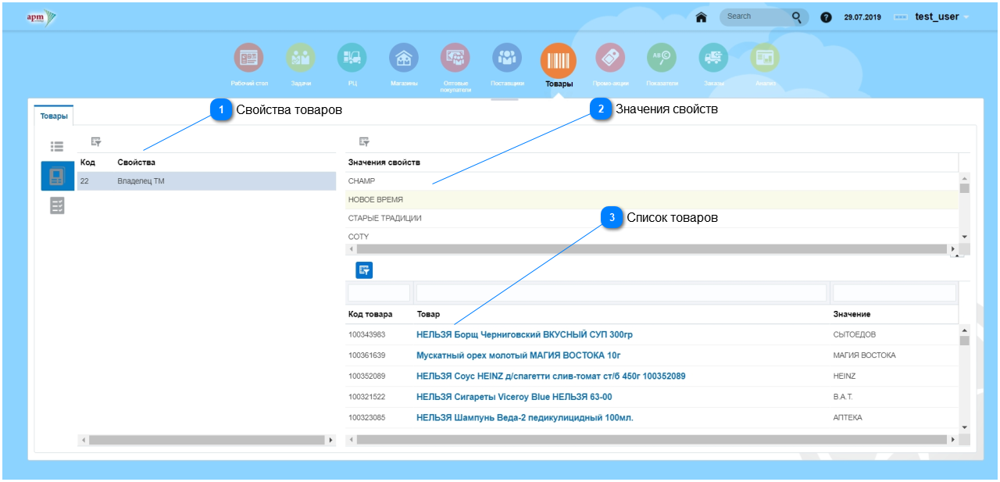 арт
Search
?
29.07.2019
test_user
Рабочий стол
Задачи
РЦ
Магазины
Оптовые
покупатели
Поставщики
Товары
Промо-акции
Показатели
Заказы
Анализ
Товары
1 Свойства товаров
2 Значения свойств
Код Свойства
22 Владелец ТМ
Значения свойств
CHAMP
НОВОЕ ВРЕМЯ
СТАРЫЕ ТРАДИЦИИ
COTY
3 Список товаров
Код товара Товар Значение
100343983 НЕЛЬЗЯ Борщ Черниговский ВКУСНЫЙ СУП 300гр СЫТОЕДОВ
100361639 Мускатный орех молотый МАГИЯ ВОСТОКА 10г МАГИЯ ВОСТОКА
100352089 НЕЛЬЗЯ Соус HEINZ д/спагетти слив-томат ст/б 450г 100352089 HEINZ
100321522 НЕЛЬЗЯ Сигареты Viceroy Blue НЕЛЬЗЯ 63-00 B.A.T.
100323085 НЕЛЬЗЯ Шампунь Веда-2 педикулицидный 100мл. АПТЕКА